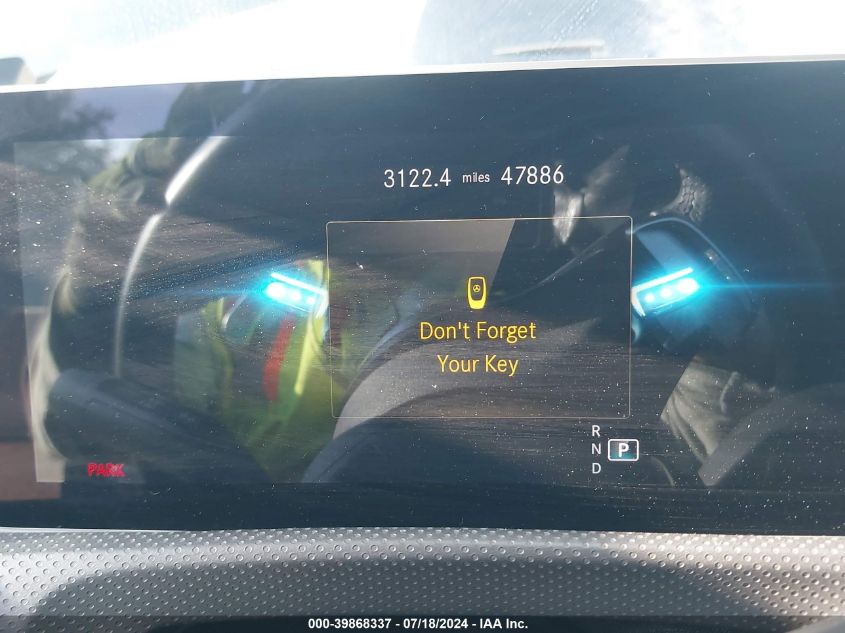 3122.4 miles 47886
Don't Forget
Your Key
R
N P
D
PARK
000-39868337 - 07/18/2024 - IAA Inc.